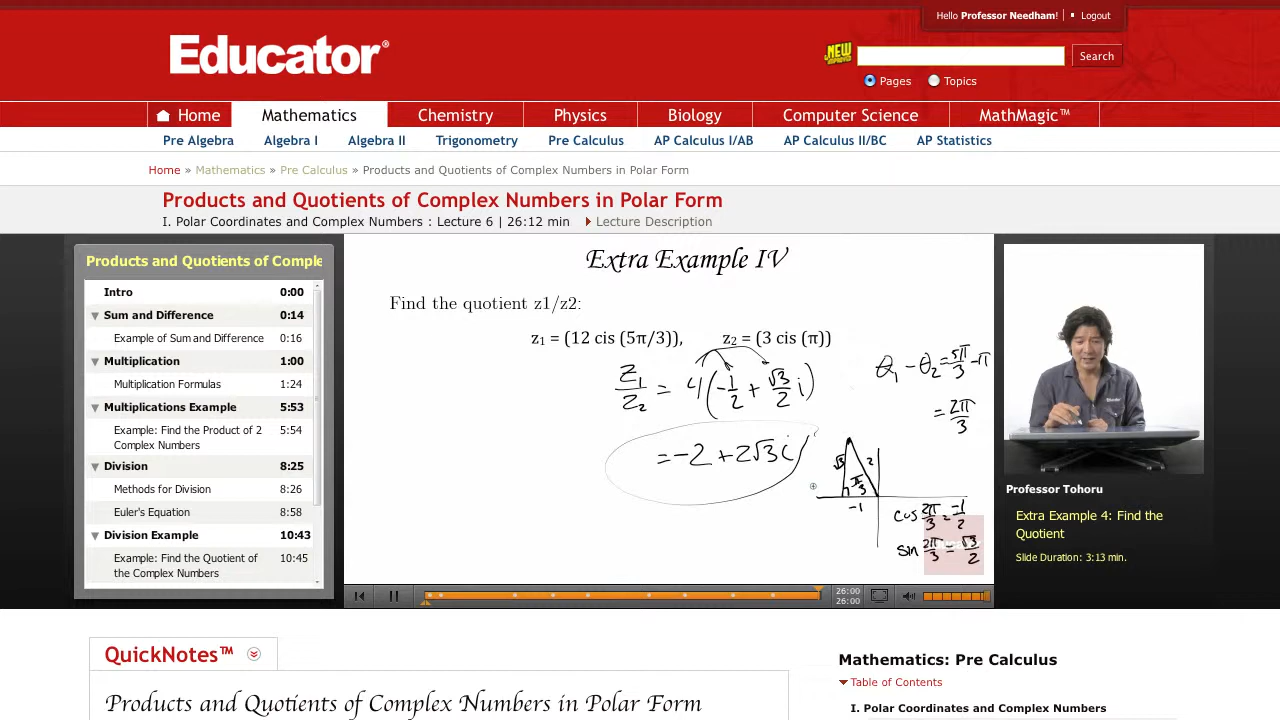 Hello Professor Needham! Logout
Educator®
NEW
Search
Pages Topics
Home Mathematics Chemistry Physics Biology Computer Science MathMagic™
Pre Algebra Algebra I Algebra II Trigonometry Pre Calculus AP Calculus I/AB AP Calculus II/BC AP Statistics
Home » Mathematics » Pre Calculus » Products and Quotients of Complex Numbers in Polar Form
Products and Quotients of Complex Numbers in Polar Form
I. Polar Coordinates and Complex Numbers : Lecture 6 | 26:12 min Lecture Description
Products and Quotients of Comple
Intro 0:00
Sum and Difference 0:14
Example of Sum and Difference 0:16
Multiplication 1:00
Multiplication Formulas 1:24
Multiplications Example 5:53
Example: Find the Product of 2 5:54
Complex Numbers
Division 8:25
Methods for Division 8:26
Euler's Equation 8:58
Division Example 10:43
Example: Find the Quotient of 10:45
the Complex Numbers
Extra Example IV
Find the quotient z1/z2:
z₁ = (12 cis (5π/3)), z₂ = (3 cis (π))
z₁/z₂ = 4(-1/2 + √3/2 i)
= -2 + 2√3 i
θ₁ - θ₂ = 5π/3 - π
= 2π/3
√3 2
π/3
-1
cos 2π/3 = -1/2
sin 2π/3 = √3/2
26:00
26:00
Professor Tohoru
Extra Example 4: Find the
Quotient
Slide Duration: 3:13 min.
QuickNotes™
Products and Quotients of Complex Numbers in Polar Form
Mathematics: Pre Calculus
Table of Contents
I. Polar Coordinates and Complex Numbers